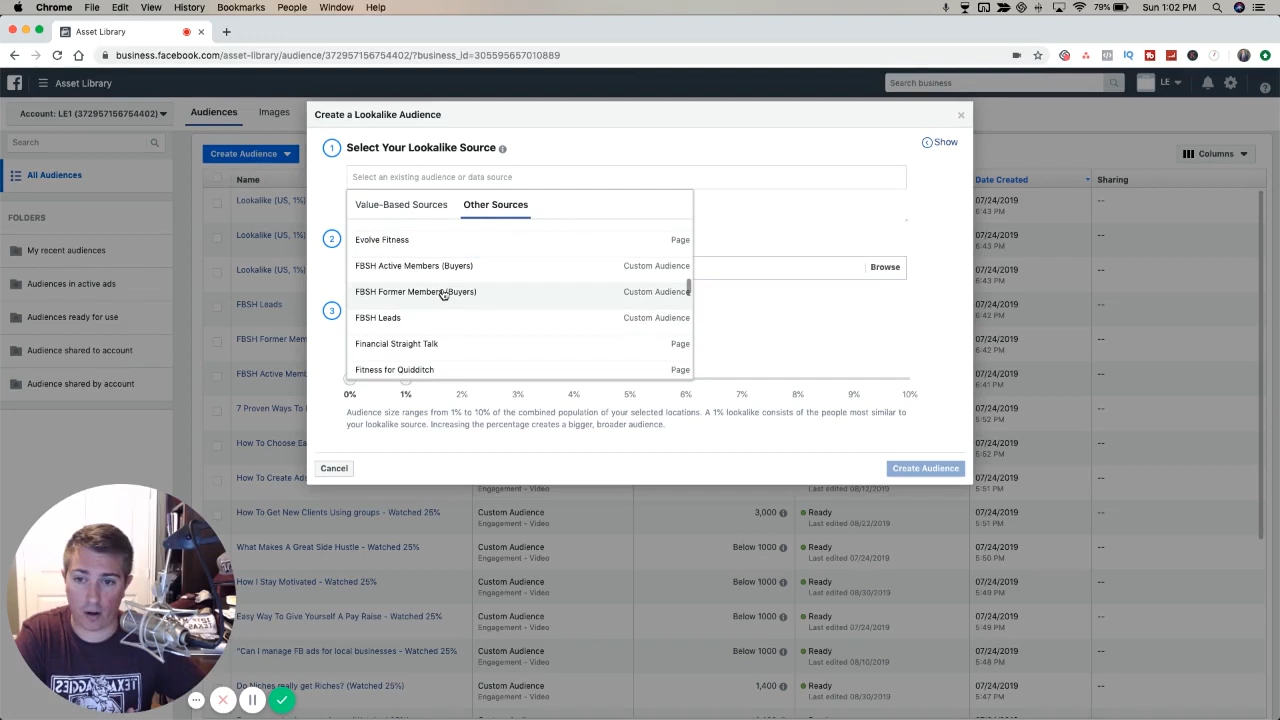 Chrome File Edit View History Bookmarks People Window Help 79% Sun 1:02 PM
Asset Library
business.facebook.com/asset-library/audience/372957156754402/?business_id=305595657010889
Asset Library Search business LE
Account: LE1 (372957156754402) Audiences Images
Create a Lookalike Audience
Search Create Audience Columns
1 Select Your Lookalike Source Show
Select an existing audience or data source
All Audiences Name Date Created Sharing
Value-Based Sources Other Sources
FOLDERS
My recent audiences
Audiences in active ads
Audiences ready for use
Audience shared to account
Audience shared by account
2
3
Evolve Fitness Page
FBSH Active Members (Buyers) Custom Audience
FBSH Former Members (Buyers) Custom Audience
FBSH Leads Custom Audience
Financial Straight Talk Page
Fitness for Quidditch Page
Browse
0% 1% 2% 3% 4% 5% 6% 7% 8% 9% 10%
Audience size ranges from 1% to 10% of the combined population of your selected locations. A 1% lookalike consists of the people most similar to
your lookalike source. Increasing the percentage creates a bigger, broader audience.
Cancel Create Audience
Lookalike (US, 1%) 07/24/2019
6:43 PM
Lookalike (US, 1%) 07/24/2019
6:43 PM
Lookalike (US, 1%) 07/24/2019
6:43 PM
FBSH Leads 07/24/2019
6:42 PM
FBSH Former Mem 07/24/2019
6:42 PM
FBSH Active Memb 07/24/2019
6:41 PM
7 Proven Ways To 07/24/2019
5:52 PM
How To Choose Ea 07/24/2019
5:52 PM
How To Create Ads 07/24/2019
Engagement - Video Last edited 08/12/2019 5:51 PM
How To Get New Clients Using groups - Watched 25% Custom Audience 3,000 Ready 07/24/2019
Engagement - Video Last edited 08/22/2019 5:51 PM
What Makes A Great Side Hustle - Watched 25% Custom Audience Below 1000 Ready 07/24/2019
Engagement - Video Last edited 07/24/2019 5:50 PM
How I Stay Motivated - Watched 25% Custom Audience Below 1000 Ready 07/24/2019
Engagement - Video Last edited 08/30/2019 5:49 PM
Easy Way To Give Yourself A Pay Raise - Watched 25% Custom Audience Below 1000 Ready 07/24/2019
Engagement - Video Last edited 07/24/2019 5:49 PM
"Can I manage FB ads for local businesses - Watched 25% Custom Audience Below 1000 Ready 07/24/2019
Engagement - Video Last edited 08/10/2019 5:48 PM
Do Niches really get Riches? (Watched 25%) Custom Audience 1,400 Ready 07/24/2019
Engagement - Video Last edited 08/30/2019 5:47 PM
TEXAS AGGIES